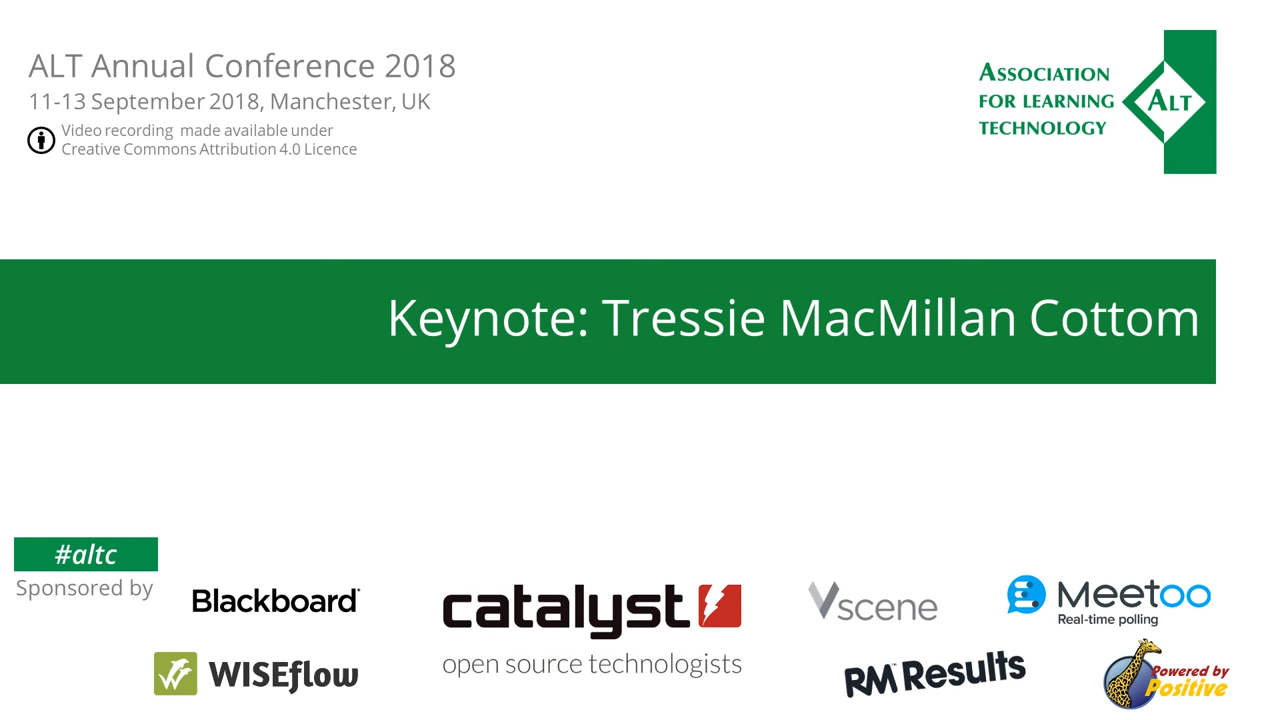 ALT Annual Conference 2018
11-13 September 2018, Manchester, UK
Video recording made available under
Creative Commons Attribution 4.0 Licence
ASSOCIATION
FOR LEARNING
TECHNOLOGY
ALT
Keynote: Tressie MacMillan Cottom
#altc
Sponsored by
Blackboard
catalyst
open source technologists
Vscene
Meetoo
Real-time polling
WISEflow
RM Results
Powered by
Positive